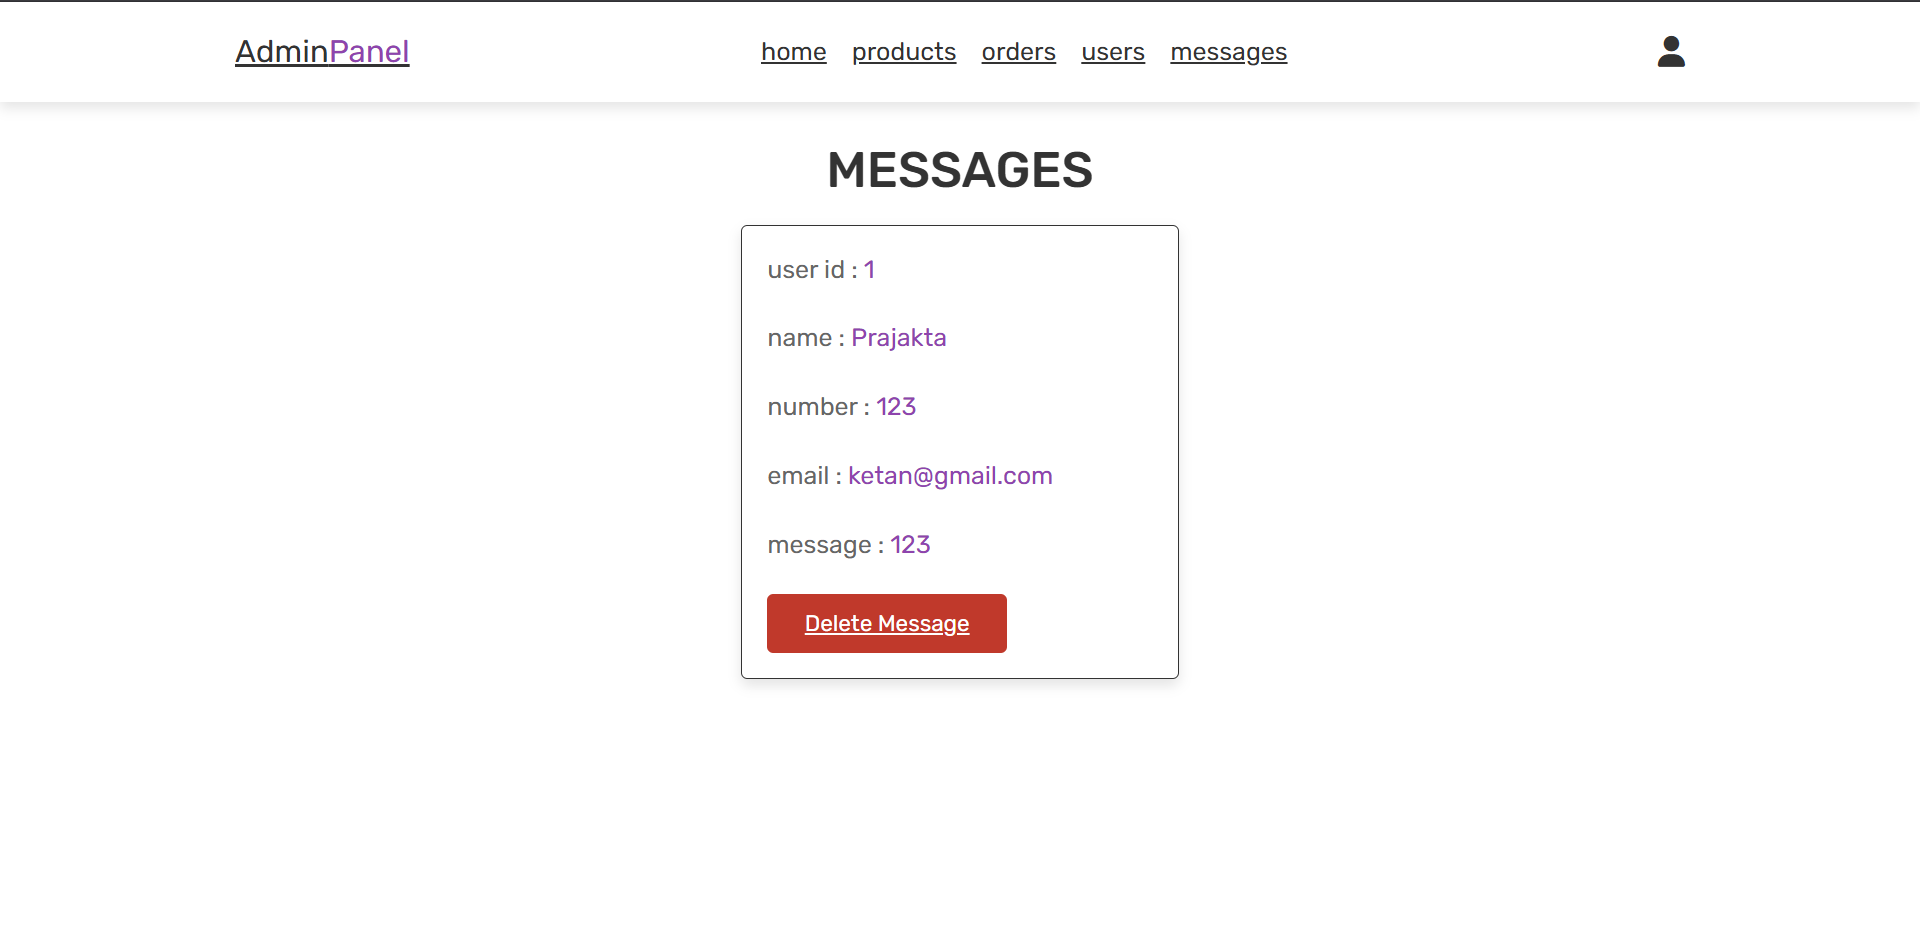 AdminPanel
home products orders users messages
MESSAGES
user id : 1
name : Prajakta
number : 123
email : ketan@gmail.com
message : 123
Delete Message